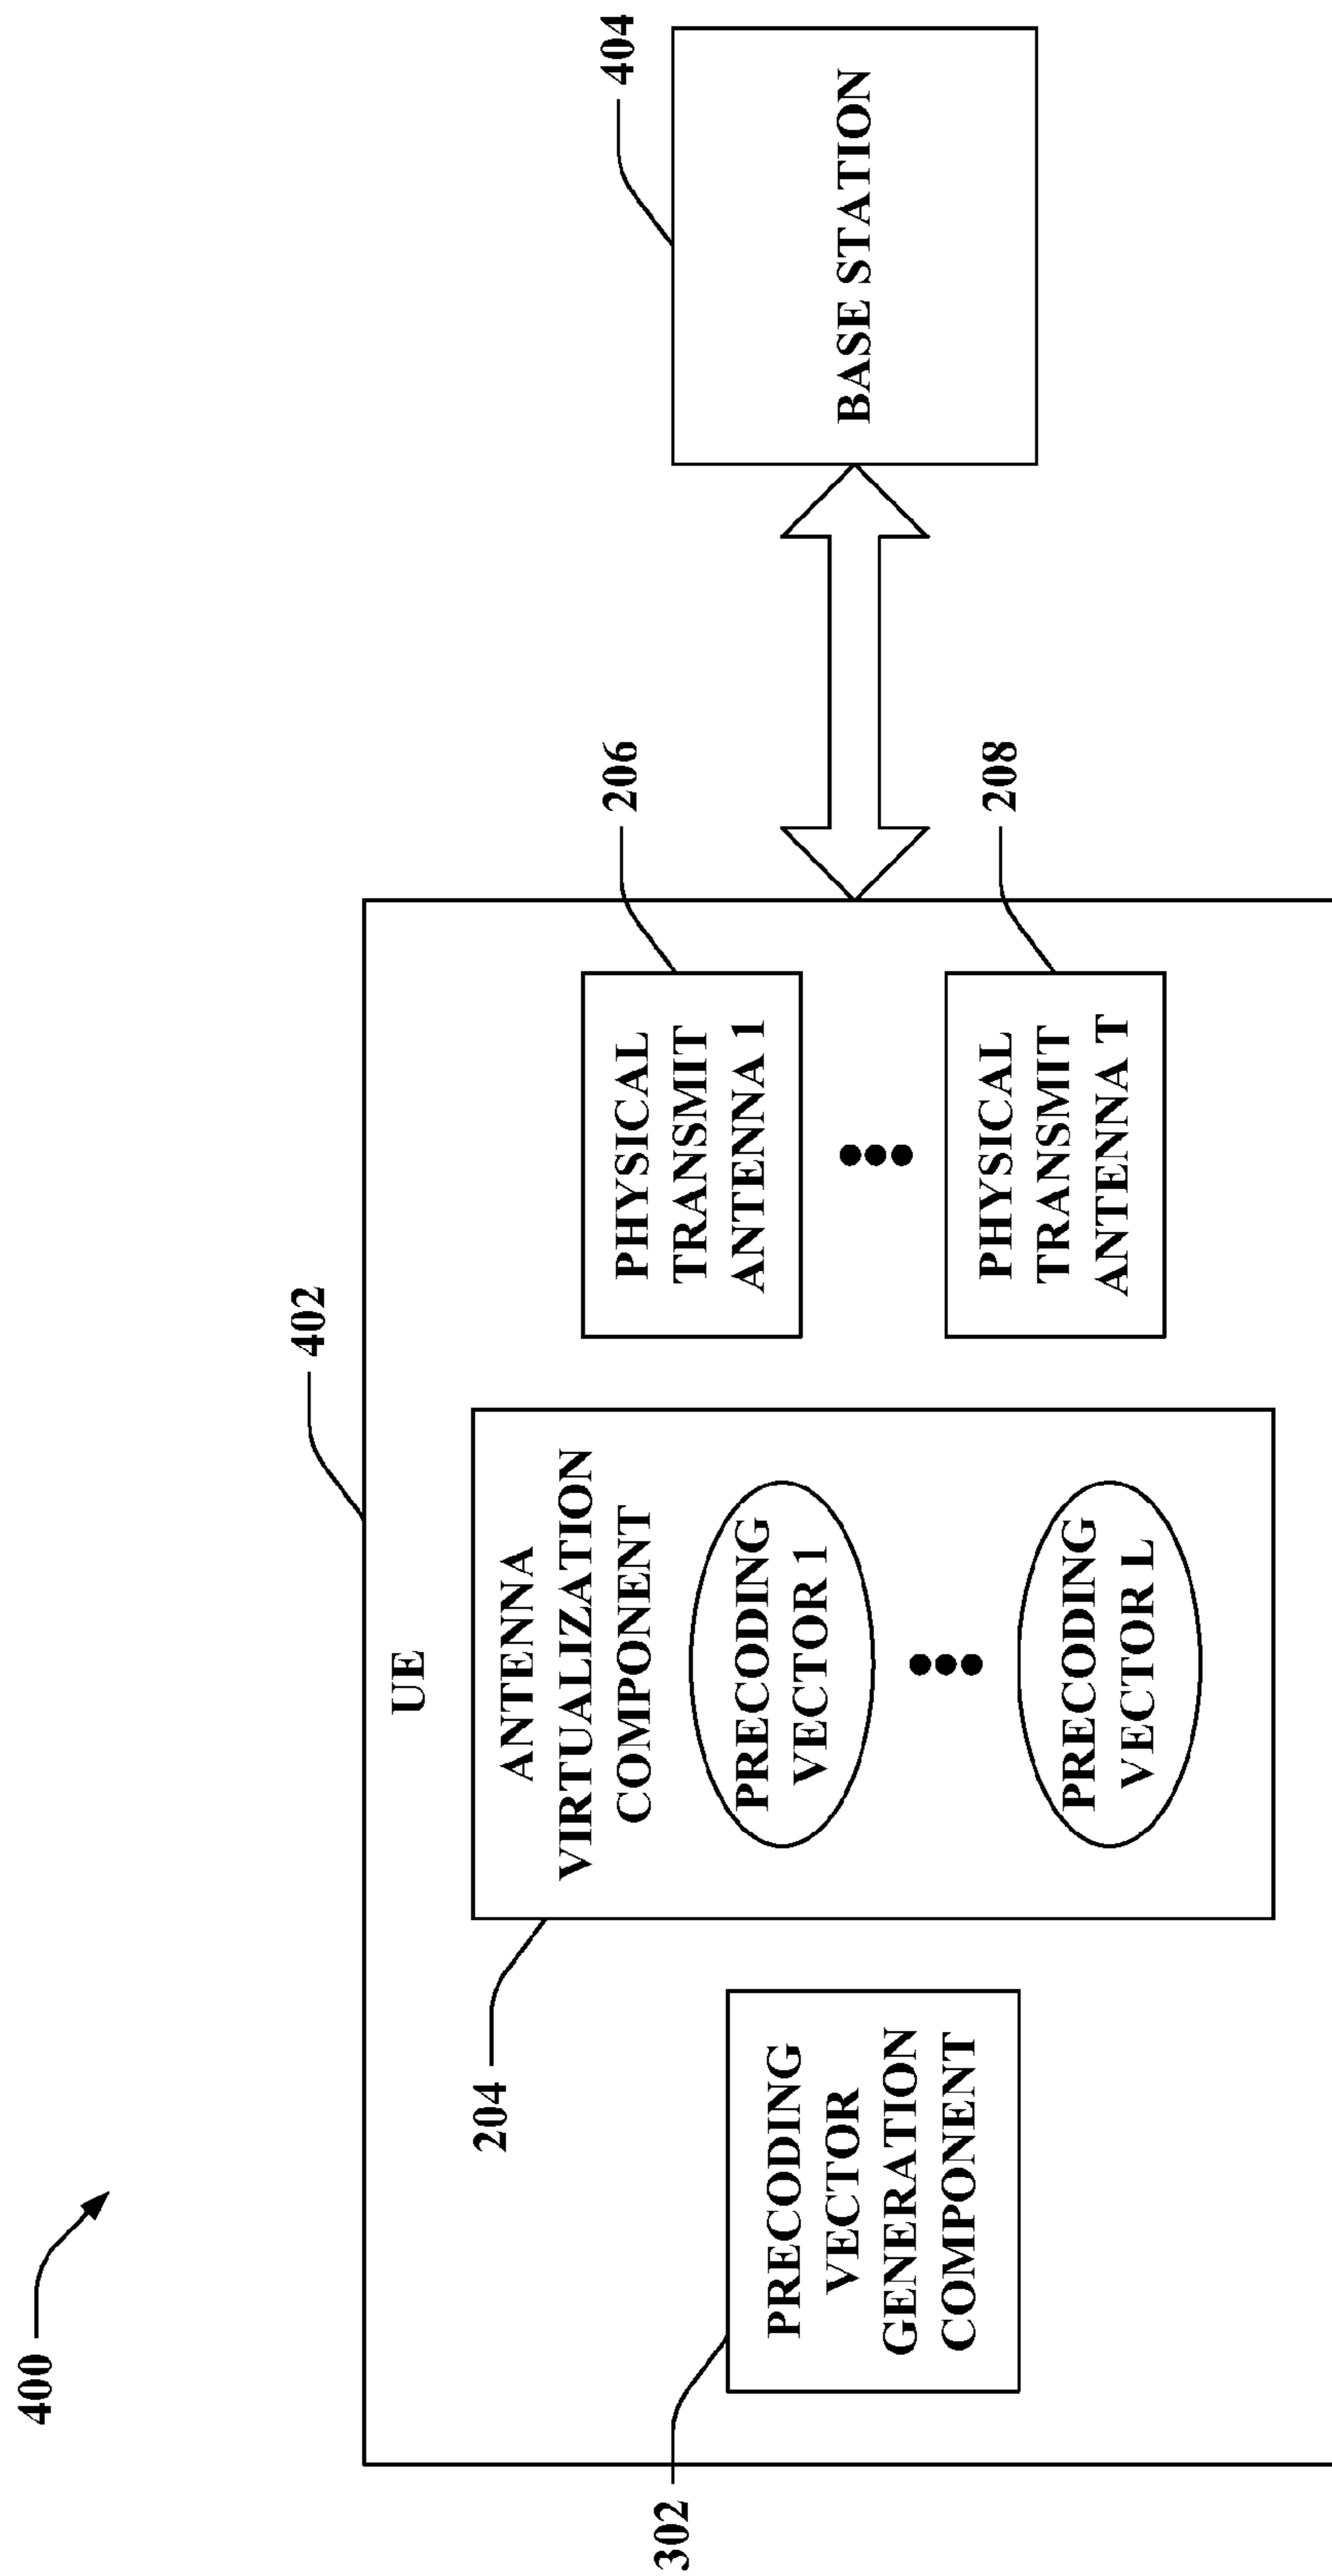 400
402
UE
302
PRECODING
VECTOR
GENERATION
COMPONENT
204
ANTENNA
VIRTUALIZATION
COMPONENT
PRECODING
VECTOR 1
PRECODING
VECTOR L
206
PHYSICAL
TRANSMIT
ANTENNA 1
208
PHYSICAL
TRANSMIT
ANTENNA T
404
BASE STATION